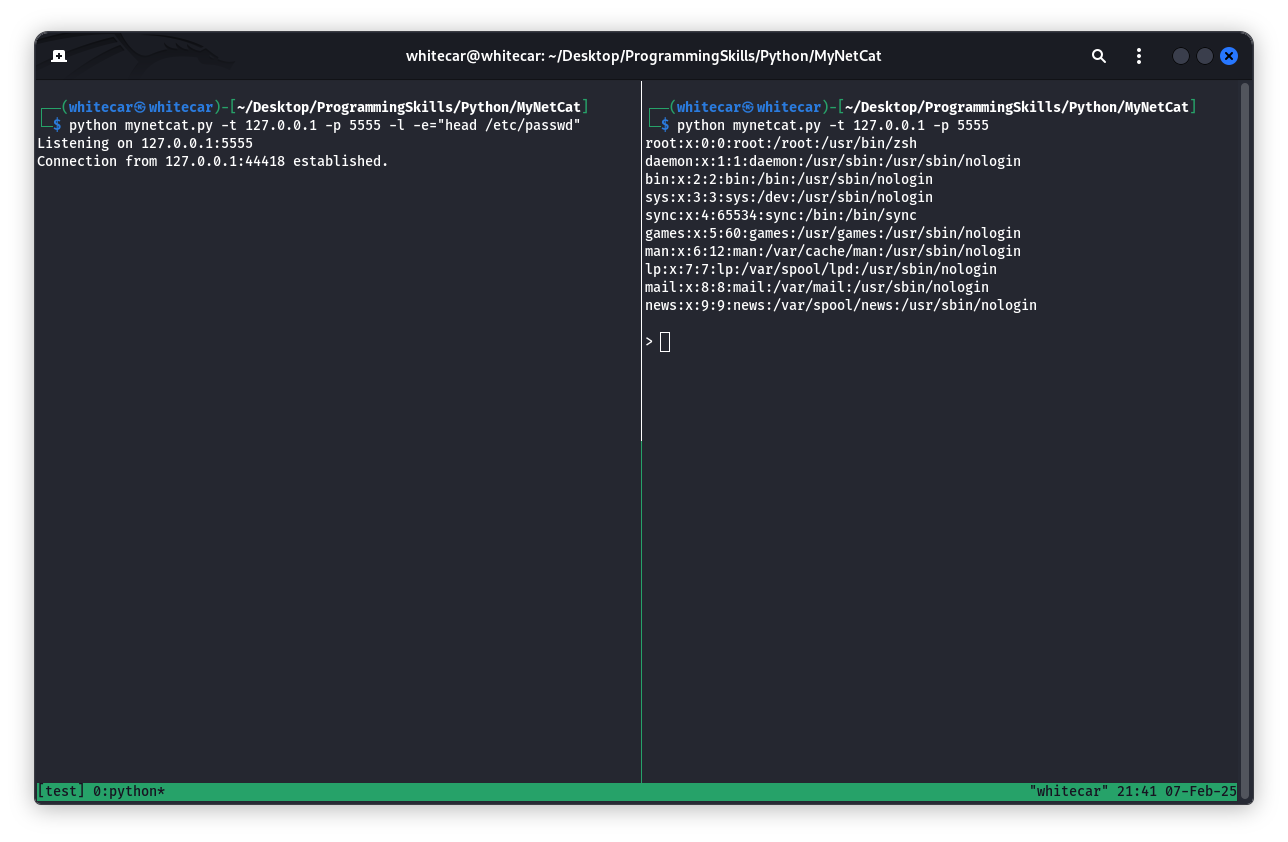 whitecar@whitecar: ~/Desktop/ProgrammingSkills/Python/MyNetCat
┌──(whitecar㉿whitecar)-[~/Desktop/ProgrammingSkills/Python/MyNetCat]
└─$ python mynetcat.py -t 127.0.0.1 -p 5555 -l -e="head /etc/passwd"
Listening on 127.0.0.1:5555
Connection from 127.0.0.1:44418 established.
┌──(whitecar㉿whitecar)-[~/Desktop/ProgrammingSkills/Python/MyNetCat]
└─$ python mynetcat.py -t 127.0.0.1 -p 5555
root:x:0:0:root:/root:/usr/bin/zsh
daemon:x:1:1:daemon:/usr/sbin:/usr/sbin/nologin
bin:x:2:2:bin:/bin:/usr/sbin/nologin
sys:x:3:3:sys:/dev:/usr/sbin/nologin
sync:x:4:65534:sync:/bin:/bin/sync
games:x:5:60:games:/usr/games:/usr/sbin/nologin
man:x:6:12:man:/var/cache/man:/usr/sbin/nologin
lp:x:7:7:lp:/var/spool/lpd:/usr/sbin/nologin
mail:x:8:8:mail:/var/mail:/usr/sbin/nologin
news:x:9:9:news:/var/spool/news:/usr/sbin/nologin
>
[test] 0:python*
"whitecar" 21:41 07-Feb-25